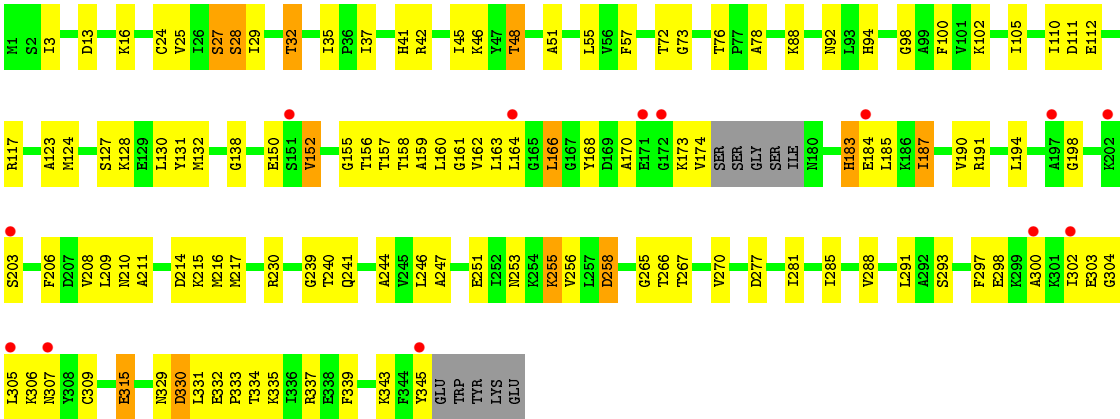 M1 S2 I3 D13 K16 C24 V25 I26 S27 S28 I29 T32 I35 P36 I37 H41 R42 I45 K46 Y47 T48 A51 L55 V56 F57 T72 G73 T76 P77 A78 K88 N92 L93 H94 G98 A99 F100 V101 K102 I105 I110 D111 E112
R117 A123 M124 S127 K128 E129 L130 Y131 M132 G138 E150 S151 V152 G155 T156 T157 T158 A159 L160 G161 V162 L163 L164 G165 L166 G167 Y168 D169 A170 E171 G172 K173 V174 SER SER GLY SER ILE N180 H183 E184 L185 K186 I187 V190 R191 L194 A197 G198 K202
S203 F206 D207 V208 L209 N210 A211 D214 K215 M216 M217 R230 G239 T240 Q241 A244 V245 L246 A247 E251 I252 N253 K254 K255 V256 L257 D258 G265 T266 T267 V270 D277 I281 I285 V288 L291 A292 S293 F297 E298 K299 A300 K301 I302 E303 G304
L305 K306 N307 Y308 C309 E315 N329 D330 L331 E332 P333 T334 K335 I336 R337 E338 F339 K343 F344 Y345 GLU TRP TYR LYS GLU